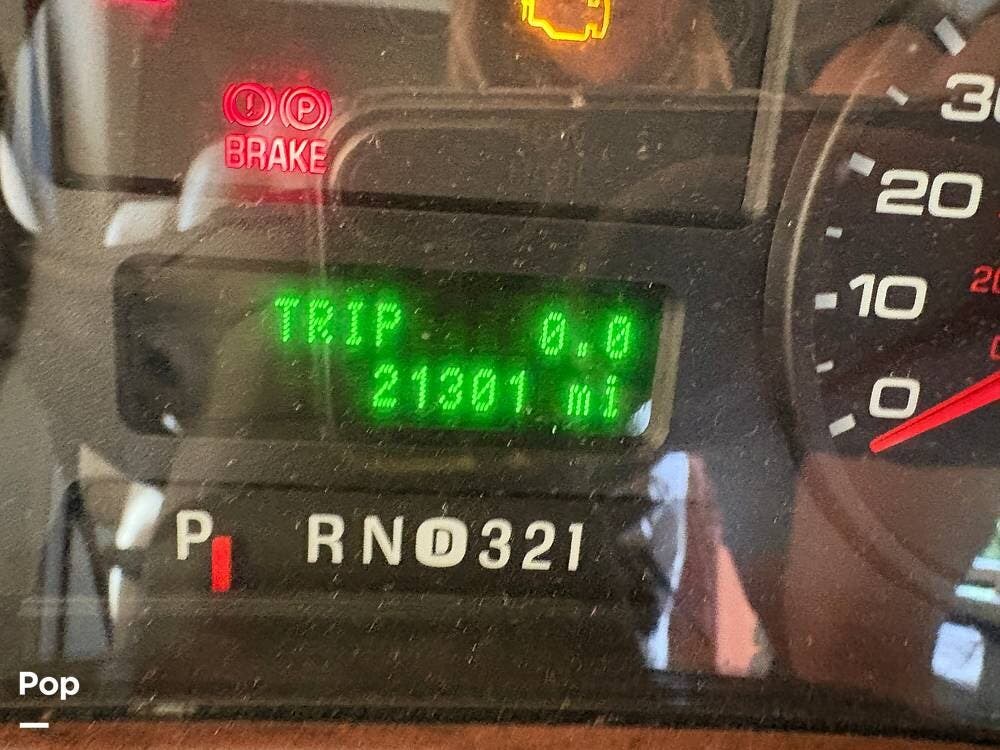 P
BRAKE
30
20
10
0
TRIP 0.0
21301 mi
P RND321
Pop